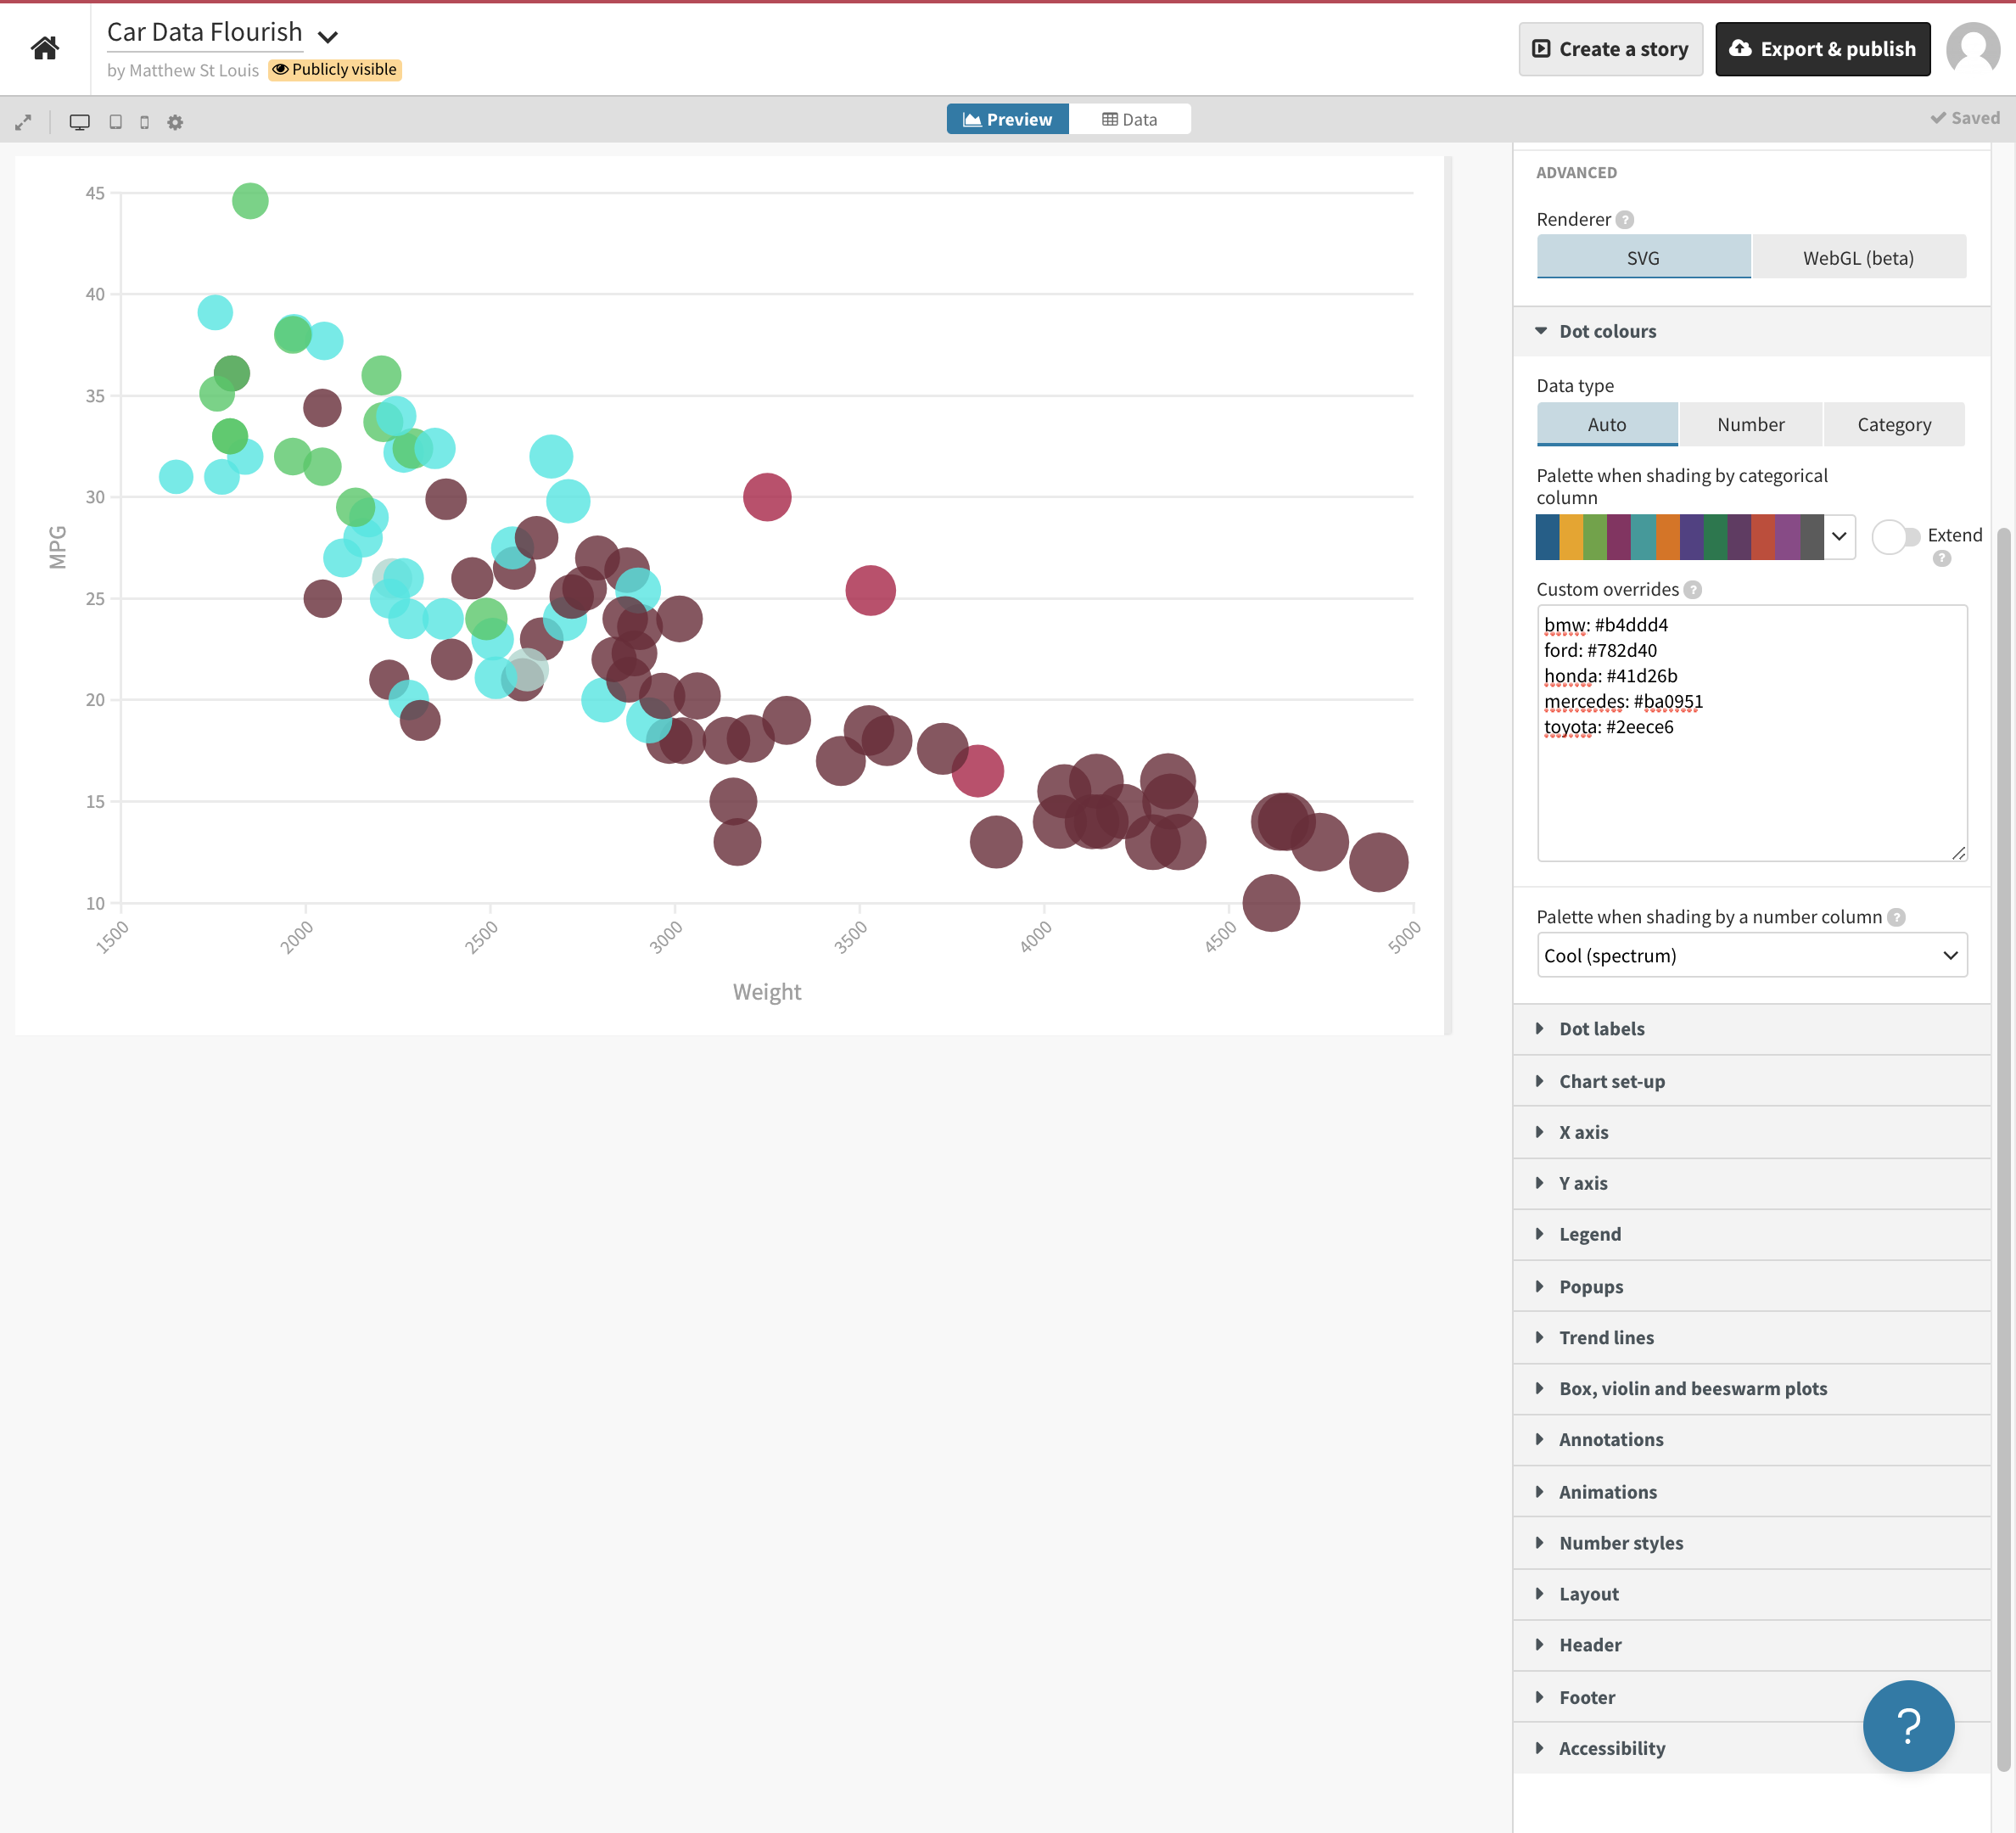 Car Data Flourish
by Matthew St Louis Publicly visible
Create a story
Export & publish
Preview
Data
Saved
45
40
35
30
25
20
15
10
MPG
1500
2000
2500
3000
3500
4000
4500
5000
Weight
ADVANCED
Renderer ?
SVG
WebGL (beta)
Dot colours
Data type
Auto
Number
Category
Palette when shading by categorical
column
Extend
?
Custom overrides ?
bmw: #b4ddd4
ford: #782d40
honda: #41d26b
mercedes: #ba0951
toyota: #2eece6
Palette when shading by a number column ?
Cool (spectrum)
Dot labels
Chart set-up
X axis
Y axis
Legend
Popups
Trend lines
Box, violin and beeswarm plots
Annotations
Animations
Number styles
Layout
Header
Footer
Accessibility
?